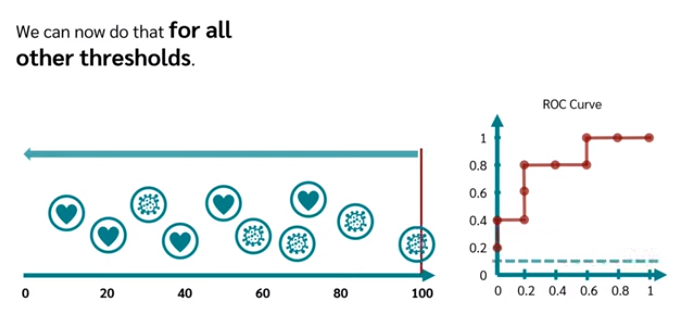 We can now do that for all
other thresholds.
ROC Curve
1
0.8
0.6
0.4
0.2
0
0 0.2 0.4 0.6 0.8 1
0 20 40 60 80 100